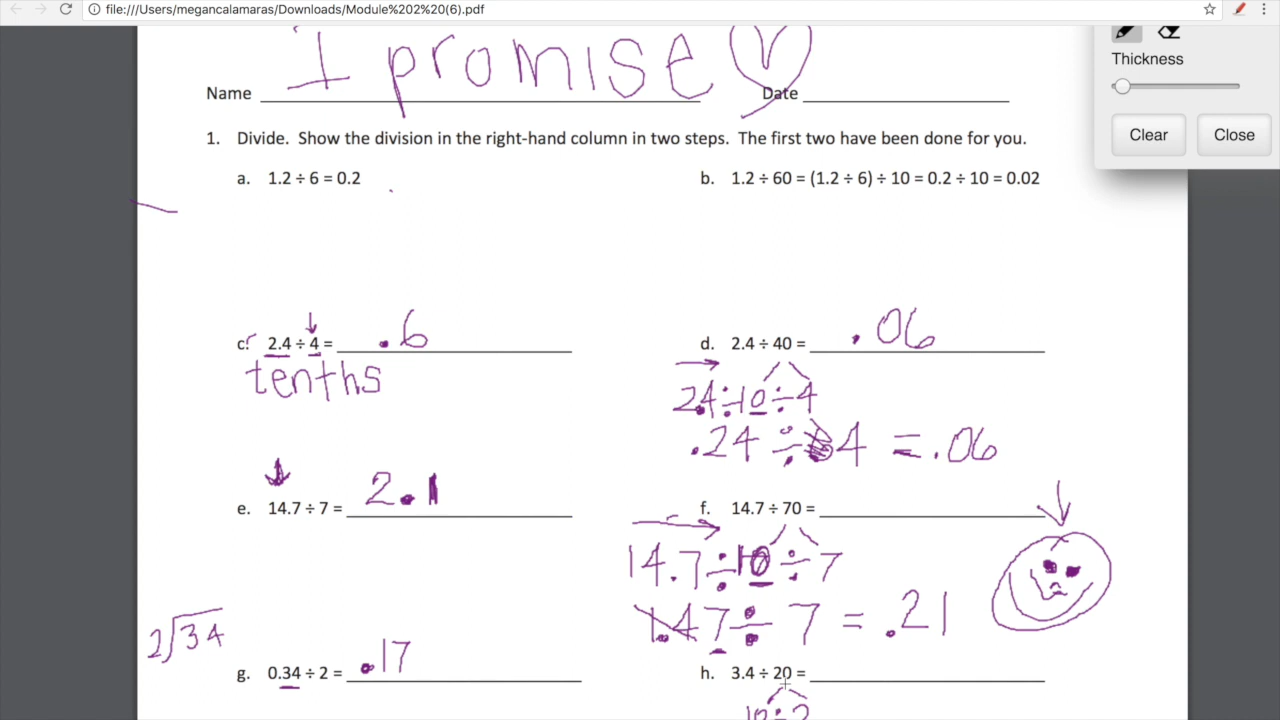 file:///Users/megancalamaras/Downloads/Module%202%20(6).pdf
Thickness
Clear Close
I promise
Name Date
1. Divide. Show the division in the right-hand column in two steps. The first two have been done for you.
a. 1.2 ÷ 6 = 0.2
b. 1.2 ÷ 60 = (1.2 ÷ 6) ÷ 10 = 0.2 ÷ 10 = 0.02
c. 2.4 ÷ 4 = .6
tenths
d. 2.4 ÷ 40 = .06
2.4 ÷ 10 ÷ 4
.24 ÷ 4 = .06
e. 14.7 ÷ 7 = 2.1
f. 14.7 ÷ 70 =
14.7 ÷ 10 ÷ 7
1.47 ÷ 7 = .21
2√34
g. 0.34 ÷ 2 = .17
h. 3.4 ÷ 20 =
10 ÷ 2